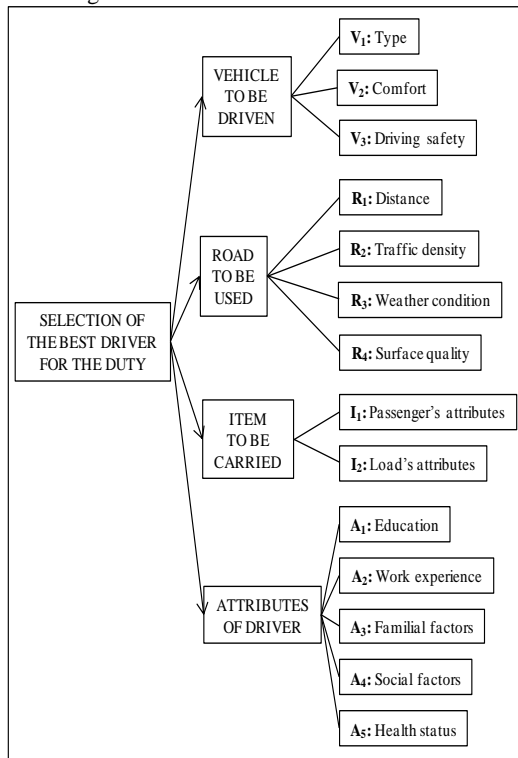 VEHICLE
TO BE
DRIVEN
V₁: Type
V₂: Comfort
V₃: Driving safety
ROAD
TO BE
USED
R₁: Distance
R₂: Traffic density
R₃: Weather condition
R₄: Surface quality
SELECTION OF
THE BEST DRIVER
FOR THE DUTY
ITEM
TO BE
CARRIED
I₁: Passenger's attributes
I₂: Load's attributes
ATTRIBUTES
OF DRIVER
A₁: Education
A₂: Work experience
A₃: Familial factors
A₄: Social factors
A₅: Health status